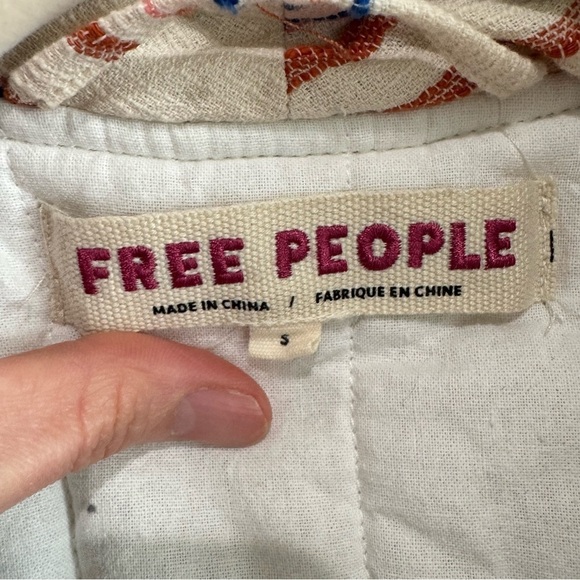 FREE PEOPLE
MADE IN CHINA / FABRIQUE EN CHINE
S